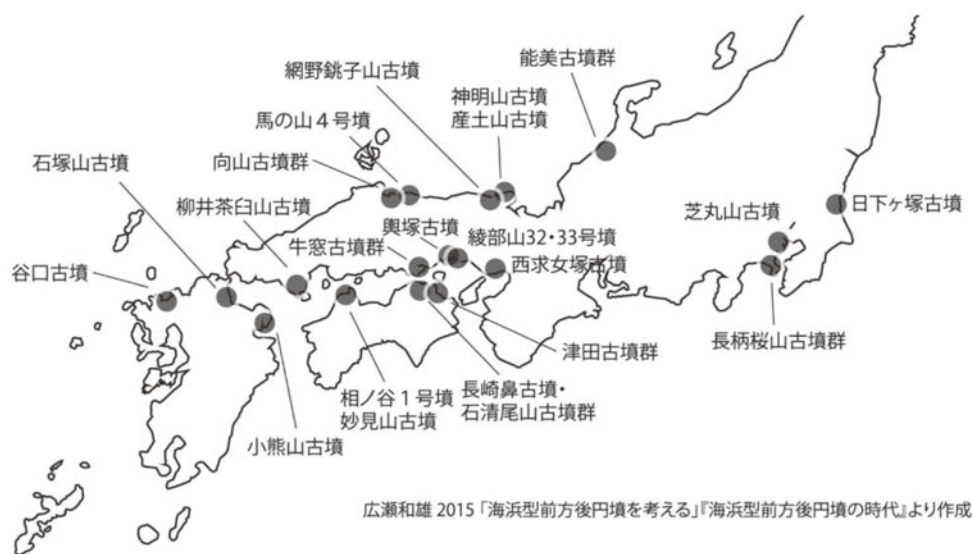 能美古墳群
網野銚子山古墳
神明山古墳
産土山古墳
馬の山4号墳
石塚山古墳
向山古墳群
柳井茶臼山古墳
芝丸山古墳
日下ヶ塚古墳
輿塚古墳
綾部山32・33号墳
牛窓古墳群
西求女塚古墳
谷口古墳
長柄桜山古墳群
津田古墳群
相ノ谷1号墳
妙見山古墳
長崎鼻古墳・
石清尾山古墳群
小熊山古墳
広瀬和雄 2015「海浜型前方後円墳を考える」『海浜型前方後円墳の時代』より作成